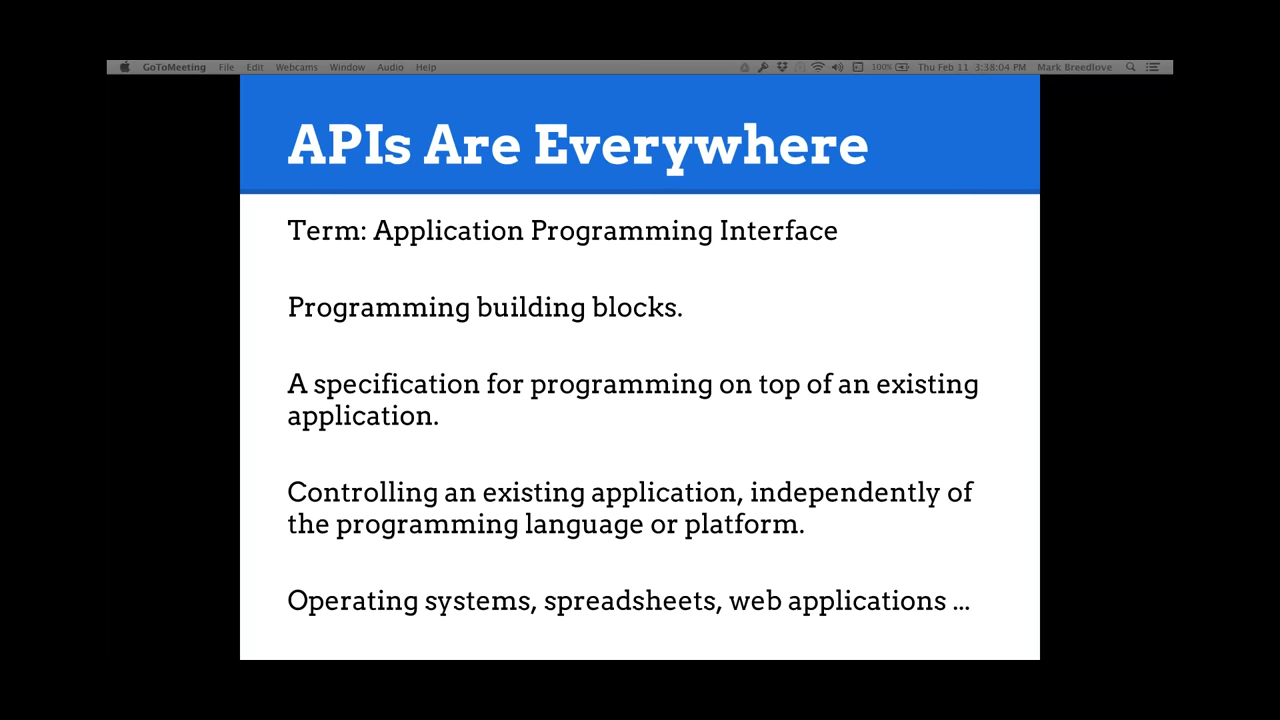 GoToMeeting File Edit Webcams Window Audio Help 100% Thu Feb 11 3:38:04 PM Mark Breedlove
APIs Are Everywhere
Term: Application Programming Interface
Programming building blocks.
A specification for programming on top of an existing
application.
Controlling an existing application, independently of
the programming language or platform.
Operating systems, spreadsheets, web applications ...